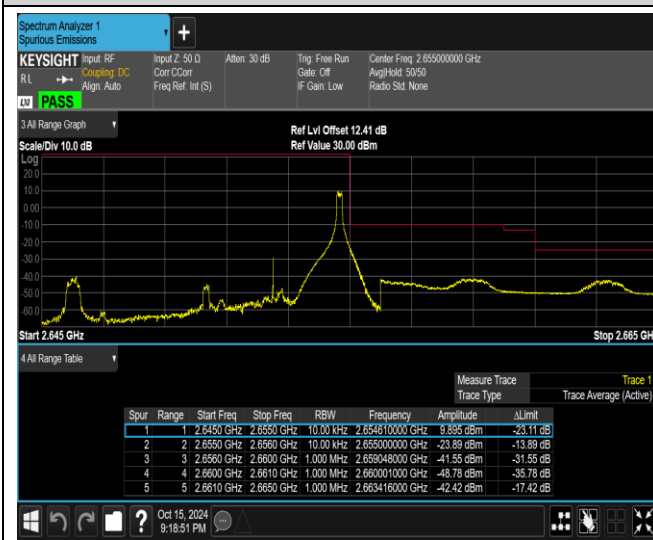 Spectrum Analyzer 1
Spurious Emissions
+
KEYSIGHT Input: RF Input Z: 50 Ω Atten: 30 dB Trig: Free Run Center Freq: 2.655000000 GHz
RL Coupling: DC Corr CCorr Gate: Off Avg|Hold: 50/50
Align: Auto Freq Ref: Int (S) IF Gain: Low Radio Std: None
LXI PASS
3 All Range Graph
Ref Lvl Offset 12.41 dB
Scale/Div 10.0 dB Ref Value 30.00 dBm
Log
20.0
10.0
0.00
-10.0
-20.0
-30.0
-40.0
-50.0
-60.0
Start 2.645 GHz Stop 2.665 GH
4 All Range Table
Measure Trace Trace 1
Trace Type Trace Average (Active)
Spur Range Start Freq Stop Freq RBW Frequency Amplitude ΔLimit
1 1 2.6450 GHz 2.6550 GHz 10.00 kHz 2.654610000 GHz 9.895 dBm -23.11 dB
2 2 2.6550 GHz 2.6560 GHz 10.00 kHz 2.655000000 GHz -23.89 dBm -13.89 dB
3 3 2.6560 GHz 2.6600 GHz 1.000 MHz 2.659048000 GHz -41.55 dBm -31.55 dB
4 4 2.6600 GHz 2.6610 GHz 1.000 MHz 2.660001000 GHz -48.78 dBm -35.78 dB
5 5 2.6610 GHz 2.6650 GHz 1.000 MHz 2.663416000 GHz -42.42 dBm -17.42 dB
? Oct 15, 2024
9:18:51 PM